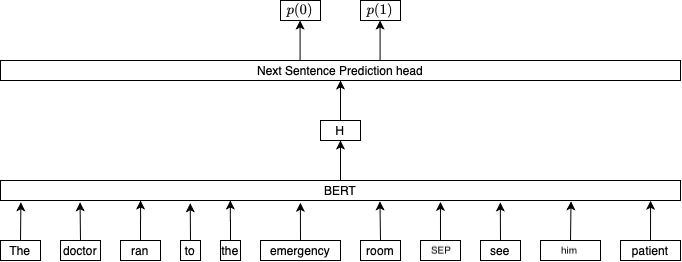 p(0) p(1)
Next Sentence Prediction head
H
BERT
The doctor ran to the emergency room SEP see him patient